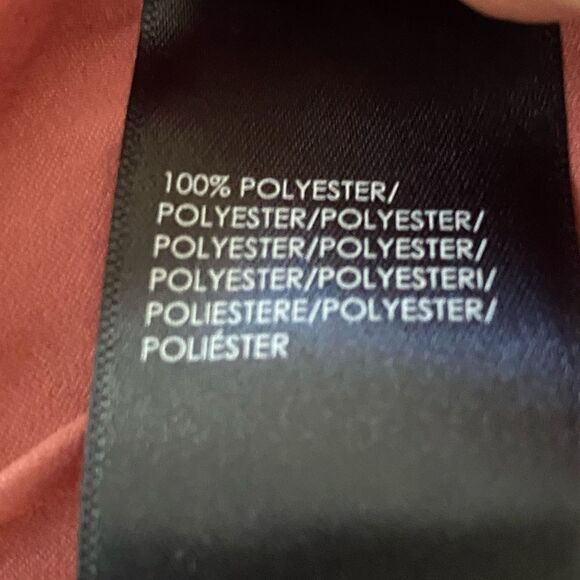 100% POLYESTER/
POLYESTER/POLYESTER/
POLYESTER/POLYESTER/
POLYESTER/POLYESTERI/
POLIESTERE/POLYESTER/
POLIÉSTER